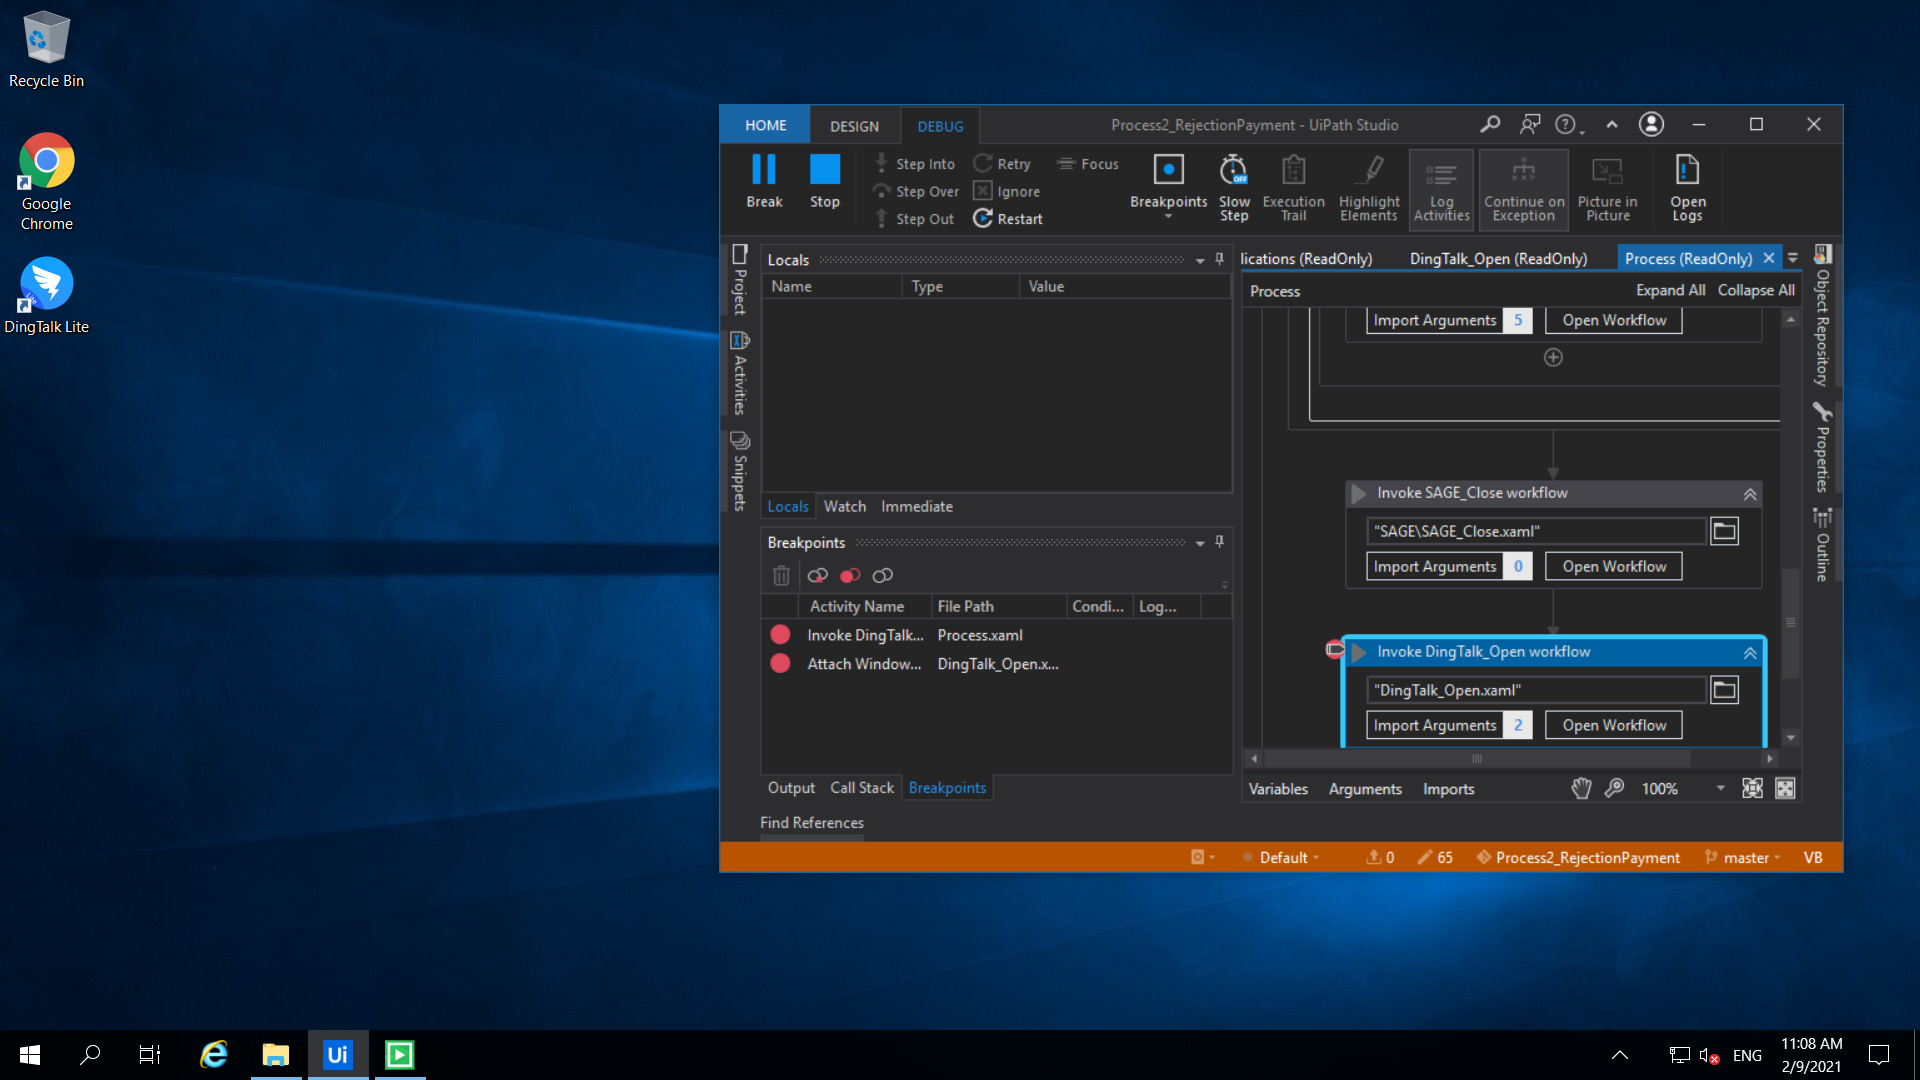 Recycle Bin
Google
Chrome
DingTalk Lite
HOME
DESIGN
DEBUG
Process2_RejectionPayment - UiPath Studio
Break
Stop
Step Into
Step Over
Step Out
Retry
Ignore
Restart
Focus
Breakpoints
Slow
Step
OFF
Execution
Trail
Highlight
Elements
Log
Activities
Continue on
Exception
Picture in
Picture
Open
Logs
Project
Activities
Snippets
Locals
Name Type Value
Locals Watch Immediate
Breakpoints
Activity Name File Path Condi... Log...
Invoke DingTalk... Process.xaml
Attach Window... DingTalk_Open.x...
Output Call Stack Breakpoints
Find References
lications (ReadOnly) DingTalk_Open (ReadOnly) Process (ReadOnly)
Process Expand All Collapse All
Import Arguments 5 Open Workflow
Invoke SAGE_Close workflow
"SAGE\SAGE_Close.xaml"
Import Arguments 0 Open Workflow
Invoke DingTalk_Open workflow
"DingTalk_Open.xaml"
Import Arguments 2 Open Workflow
Variables Arguments Imports 100%
Object Repository
Properties
Outline
Default 0 65 Process2_RejectionPayment master VB
Ui
ENG
11:08 AM
2/9/2021